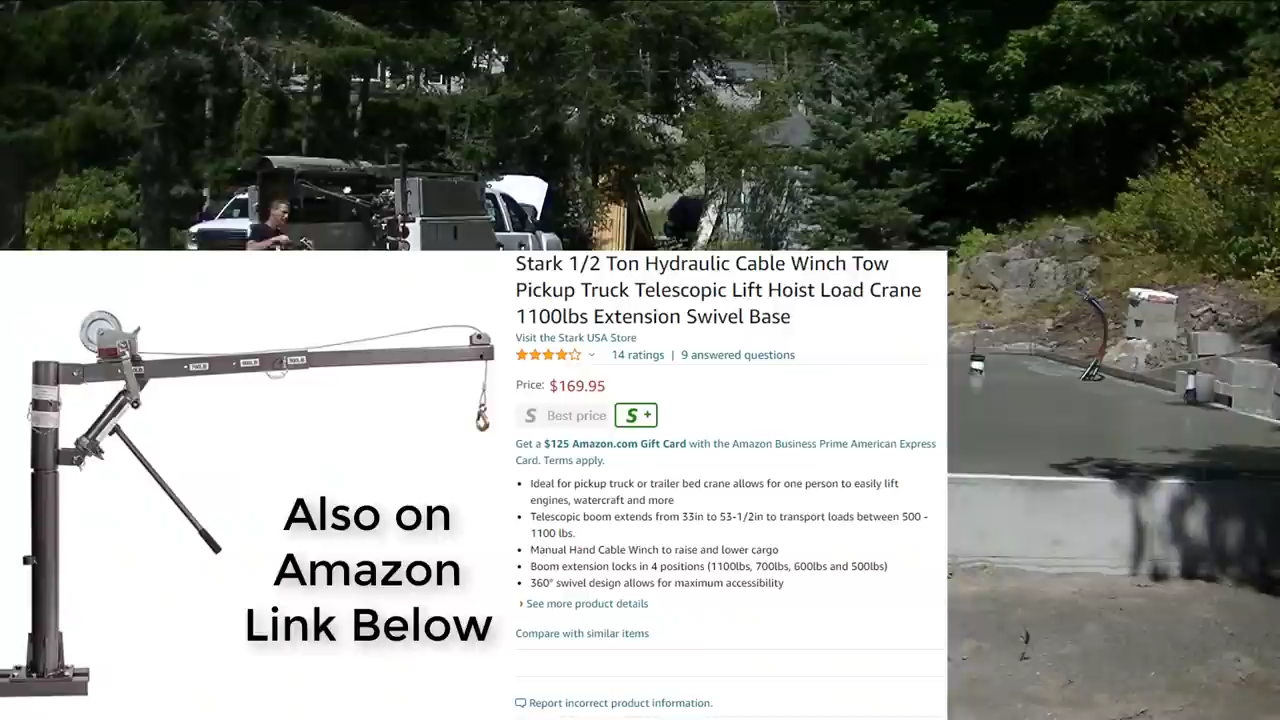 Stark 1/2 Ton Hydraulic Cable Winch Tow
Pickup Truck Telescopic Lift Hoist Load Crane
1100lbs Extension Swivel Base
Visit the Stark USA Store
14 ratings | 9 answered questions
Price: $169.95
S Best price S +
Get a $125 Amazon.com Gift Card with the Amazon Business Prime American Express
Card. Terms apply.
• Ideal for pickup truck or trailer bed crane allows for one person to easily lift
engines, watercraft and more
• Telescopic boom extends from 33in to 53-1/2in to transport loads between 500 -
1100 lbs.
• Manual Hand Cable Winch to raise and lower cargo
• Boom extension locks in 4 positions (1100lbs, 700lbs, 600lbs and 500lbs)
• 360° swivel design allows for maximum accessibility
› See more product details
Compare with similar items
Report incorrect product information.
Also on
Amazon
Link Below